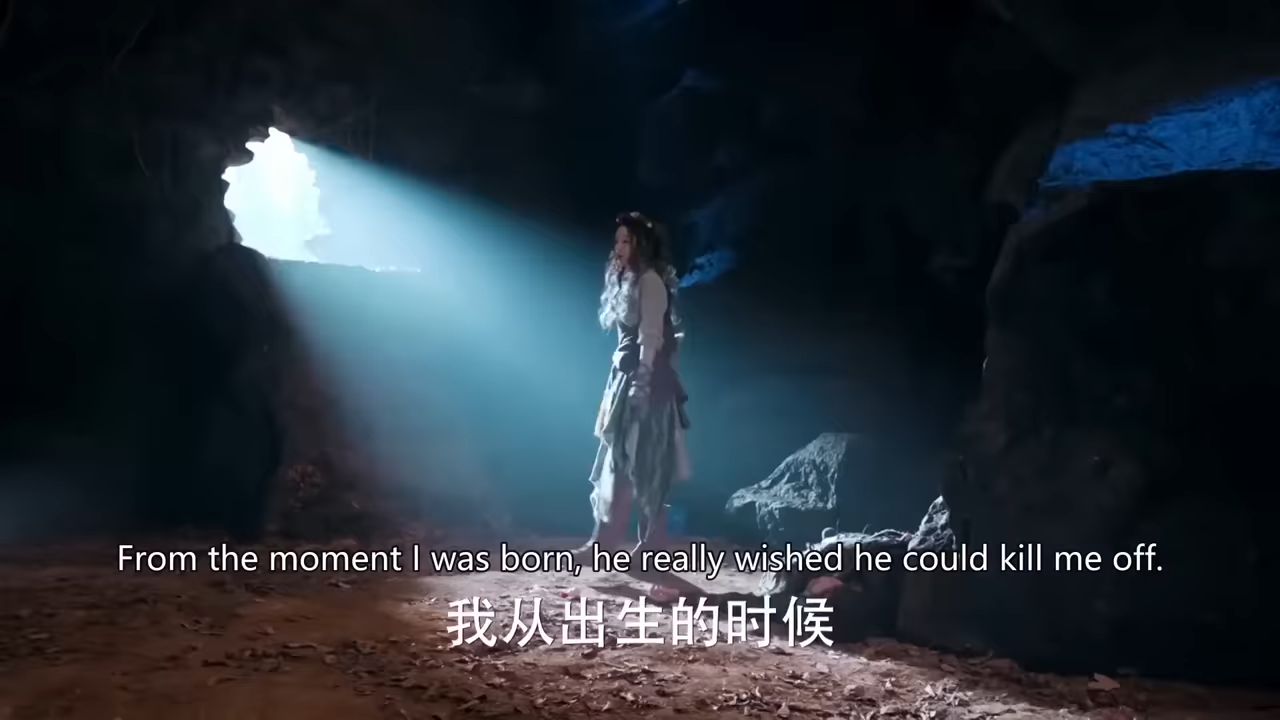 From the moment I was born, he really wished he could kill me off.
我从出生的时候